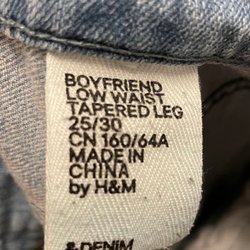 BOYFRIEND
LOW WAIST
TAPERED LEG
25/30
CN 160/64A
MADE IN
CHINA
by H&M
&DENIM